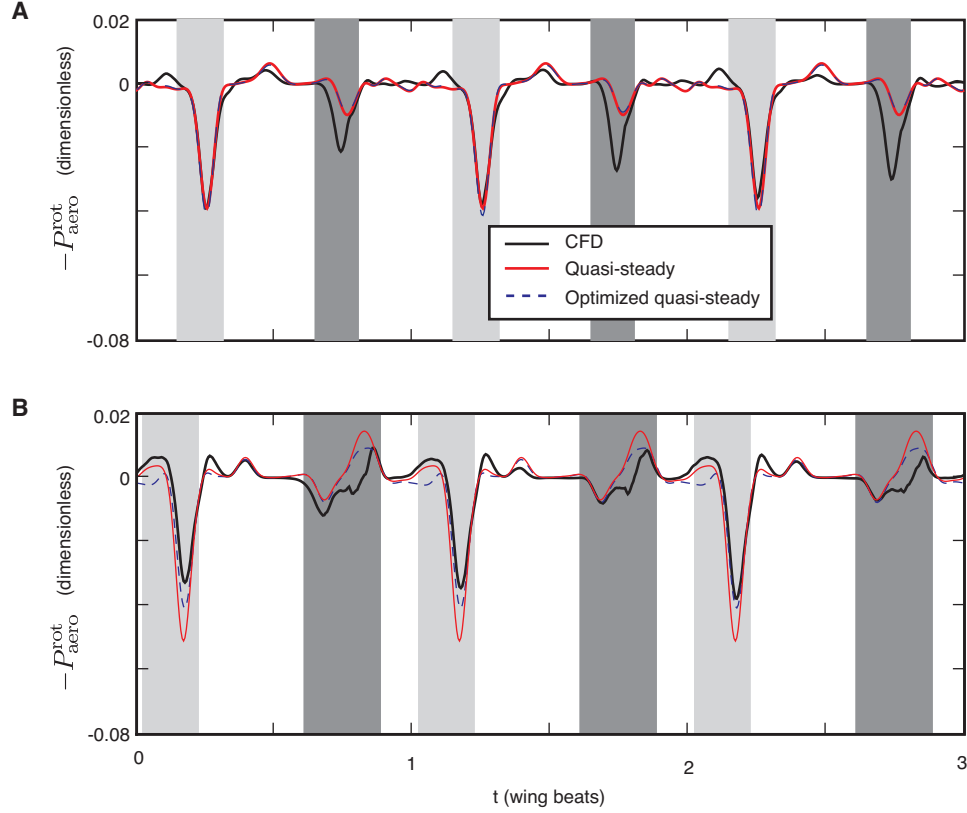 A
0.02
0
-0.08
−P_aero^rot (dimensionless)
CFD
Quasi-steady
Optimized quasi-steady
B
0.02
0
-0.08
−P_aero^rot (dimensionless)
0 1 2 3
t (wing beats)